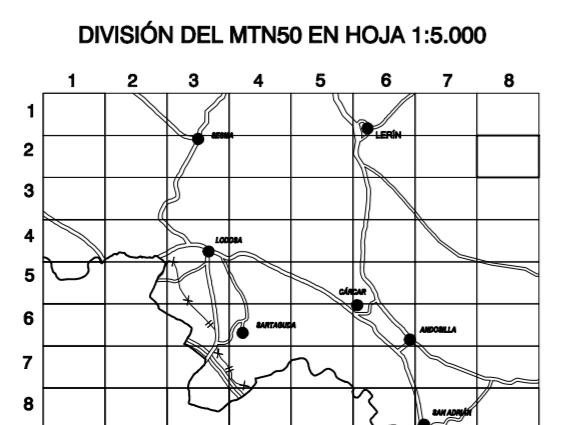 DIVISIÓN DEL MTN50 EN HOJA 1:5.000
1 2 3 4 5 6 7 8
1
LERÍN
SESMA
2
3
4
LODOSA
5
CÁRCAR
6
SARTAGUDA
ANDOSILLA
7
8
SAN ADRIÁN